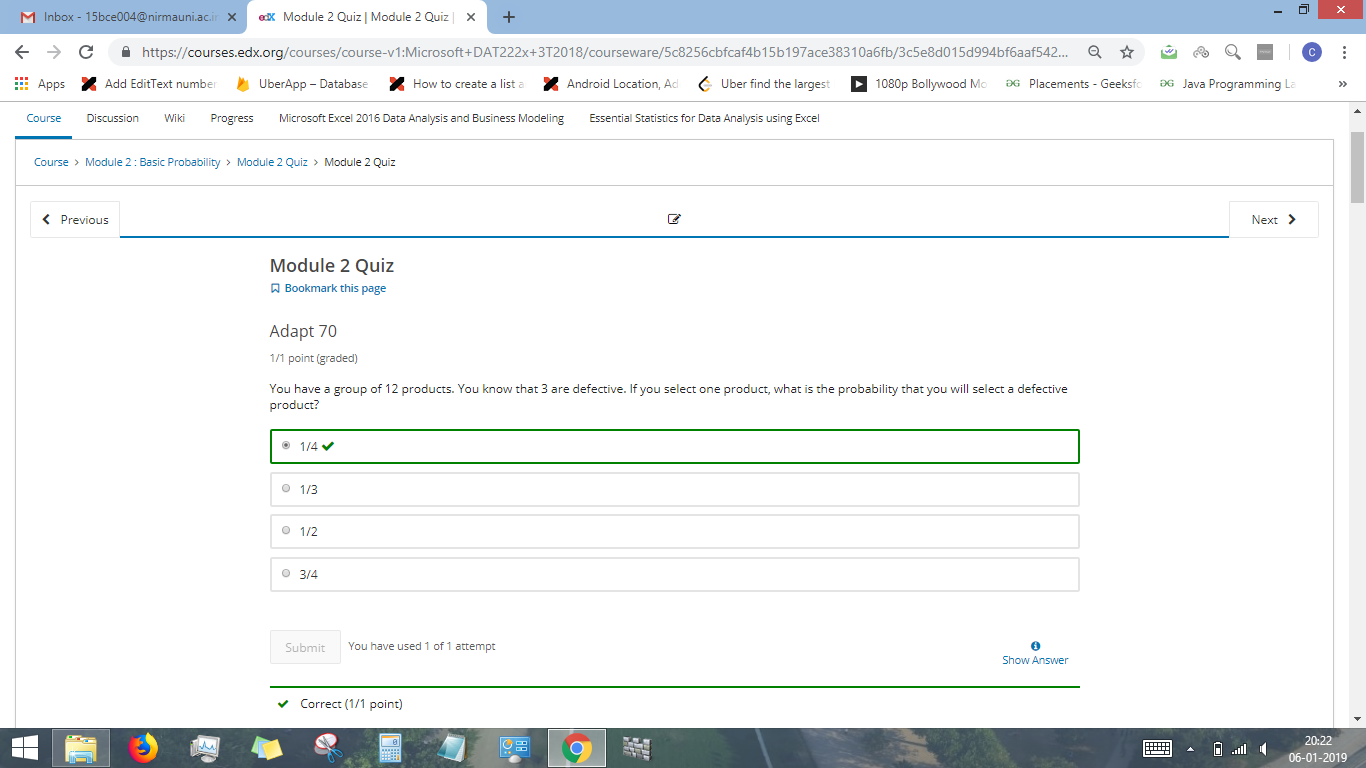 Inbox - 15bce004@nirmauni.ac.in
edX Module 2 Quiz | Module 2 Quiz |
https://courses.edx.org/courses/course-v1:Microsoft+DAT222x+3T2018/courseware/5c8256cbfcaf4b15b197ace38310a6fb/3c5e8d015d994bf6aaf542...
C
Apps Add EditText number UberApp – Database How to create a list a Android Location, Ad Uber find the largest 1080p Bollywood Mo Placements - Geeksfo Java Programming La »
Course Discussion Wiki Progress Microsoft Excel 2016 Data Analysis and Business Modeling Essential Statistics for Data Analysis using Excel
Course > Module 2 : Basic Probability > Module 2 Quiz > Module 2 Quiz
Previous Next
Module 2 Quiz
Bookmark this page
Adapt 70
1/1 point (graded)
You have a group of 12 products. You know that 3 are defective. If you select one product, what is the probability that you will select a defective
product?
1/4
1/3
1/2
3/4
Submit You have used 1 of 1 attempt
Show Answer
Correct (1/1 point)
20:22
06-01-2019